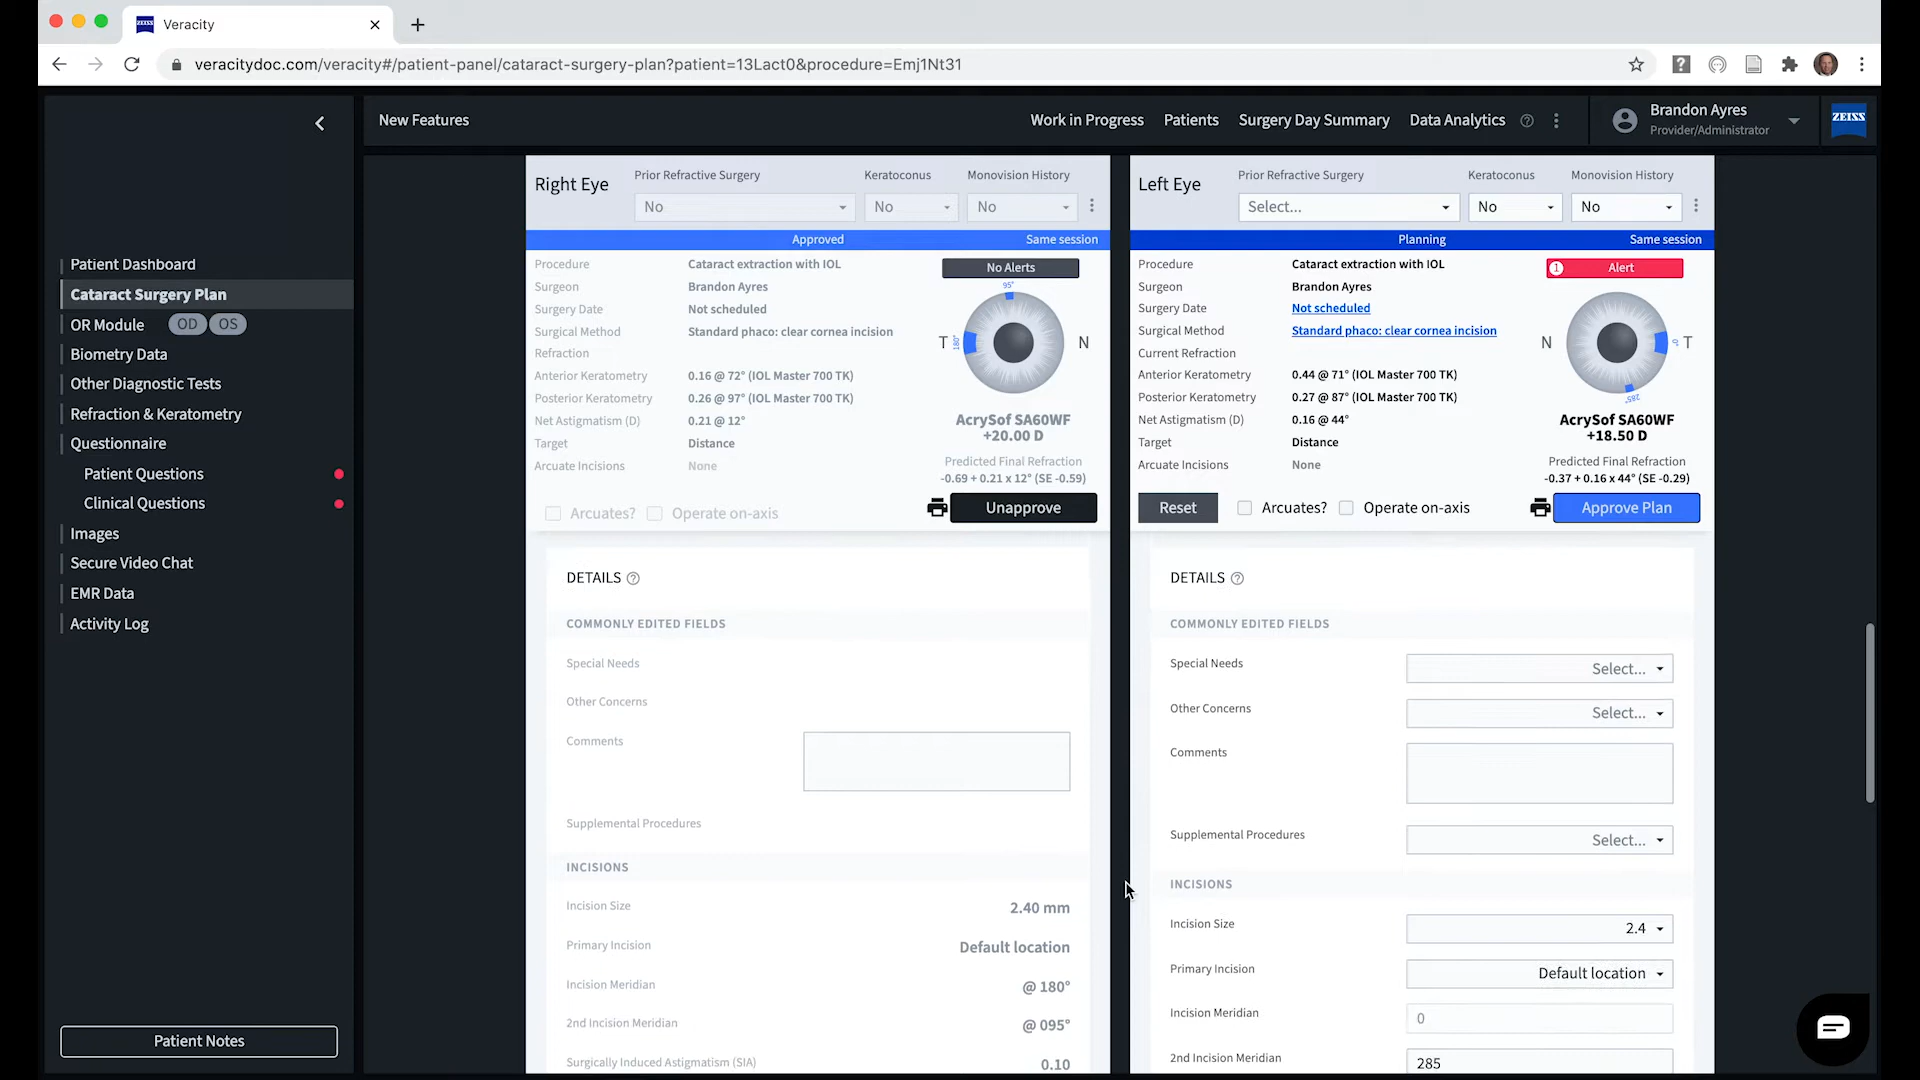 ZEISS
Veracity
veracitydoc.com/veracity#/patient-panel/cataract-surgery-plan?patient=13Lact0&procedure=Emj1Nt31
New Features
Work in Progress
Patients
Surgery Day Summary
Data Analytics
Brandon Ayres
Provider/Administrator
ZEISS
Patient Dashboard
Cataract Surgery Plan
OR Module OD OS
Biometry Data
Other Diagnostic Tests
Refraction & Keratometry
Questionnaire
Patient Questions
Clinical Questions
Images
Secure Video Chat
EMR Data
Activity Log
Patient Notes
Right Eye
Prior Refractive Surgery
Keratoconus
Monovision History
No
No
No
Approved
Same session
Procedure Cataract extraction with IOL
Surgeon Brandon Ayres
Surgery Date Not scheduled
Surgical Method Standard phaco: clear cornea incision
Refraction
Anterior Keratometry 0.16 @ 72° (IOL Master 700 TK)
Posterior Keratometry 0.26 @ 97° (IOL Master 700 TK)
Net Astigmatism (D) 0.21 @ 12°
Target Distance
Arcuate Incisions None
No Alerts
95°
T 180° N
AcrySof SA60WF
+20.00 D
Predicted Final Refraction
-0.69 + 0.21 x 12° (SE -0.59)
Arcuates? Operate on-axis
Unapprove
DETAILS ?
COMMONLY EDITED FIELDS
Special Needs
Other Concerns
Comments
Supplemental Procedures
INCISIONS
Incision Size 2.40 mm
Primary Incision Default location
Incision Meridian @ 180°
2nd Incision Meridian @ 095°
Surgically Induced Astigmatism (SIA) 0.10
Left Eye
Prior Refractive Surgery
Keratoconus
Monovision History
Select...
No
No
Planning
Same session
Procedure Cataract extraction with IOL
Surgeon Brandon Ayres
Surgery Date Not scheduled
Surgical Method Standard phaco: clear cornea incision
Current Refraction
Anterior Keratometry 0.44 @ 71° (IOL Master 700 TK)
Posterior Keratometry 0.27 @ 87° (IOL Master 700 TK)
Net Astigmatism (D) 0.16 @ 44°
Target Distance
Arcuate Incisions None
1 Alert
N 0° T
285°
AcrySof SA60WF
+18.50 D
Predicted Final Refraction
-0.37 + 0.16 x 44° (SE -0.29)
Reset
Arcuates? Operate on-axis
Approve Plan
DETAILS ?
COMMONLY EDITED FIELDS
Special Needs Select...
Other Concerns Select...
Comments
Supplemental Procedures Select...
INCISIONS
Incision Size 2.4
Primary Incision Default location
Incision Meridian 0
2nd Incision Meridian 285